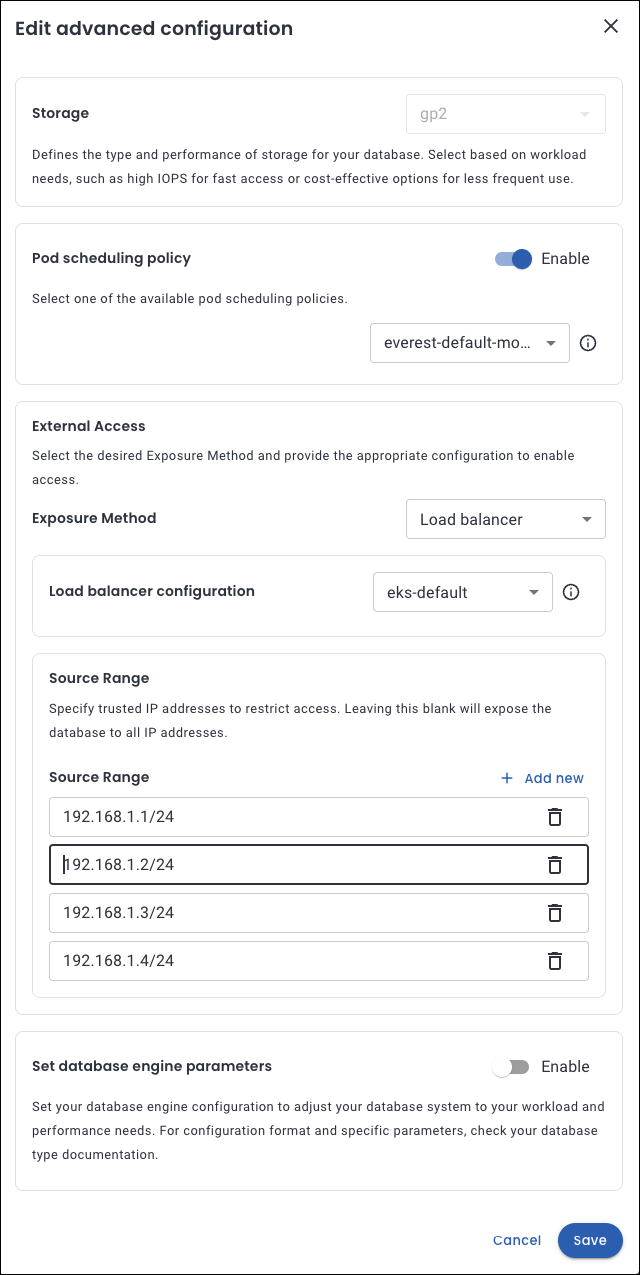 Edit advanced configuration
Storage
gp2
Defines the type and performance of storage for your database. Select based on workload
needs, such as high IOPS for fast access or cost-effective options for less frequent use.
Pod scheduling policy
Enable
Select one of the available pod scheduling policies.
everest-default-mo...
External Access
Select the desired Exposure Method and provide the appropriate configuration to enable
access.
Exposure Method
Load balancer
Load balancer configuration
eks-default
Source Range
Specify trusted IP addresses to restrict access. Leaving this blank will expose the
database to all IP addresses.
Source Range
+ Add new
192.168.1.1/24
192.168.1.2/24
192.168.1.3/24
192.168.1.4/24
Set database engine parameters
Enable
Set your database engine configuration to adjust your database system to your workload and
performance needs. For configuration format and specific parameters, check your database
type documentation.
Cancel
Save